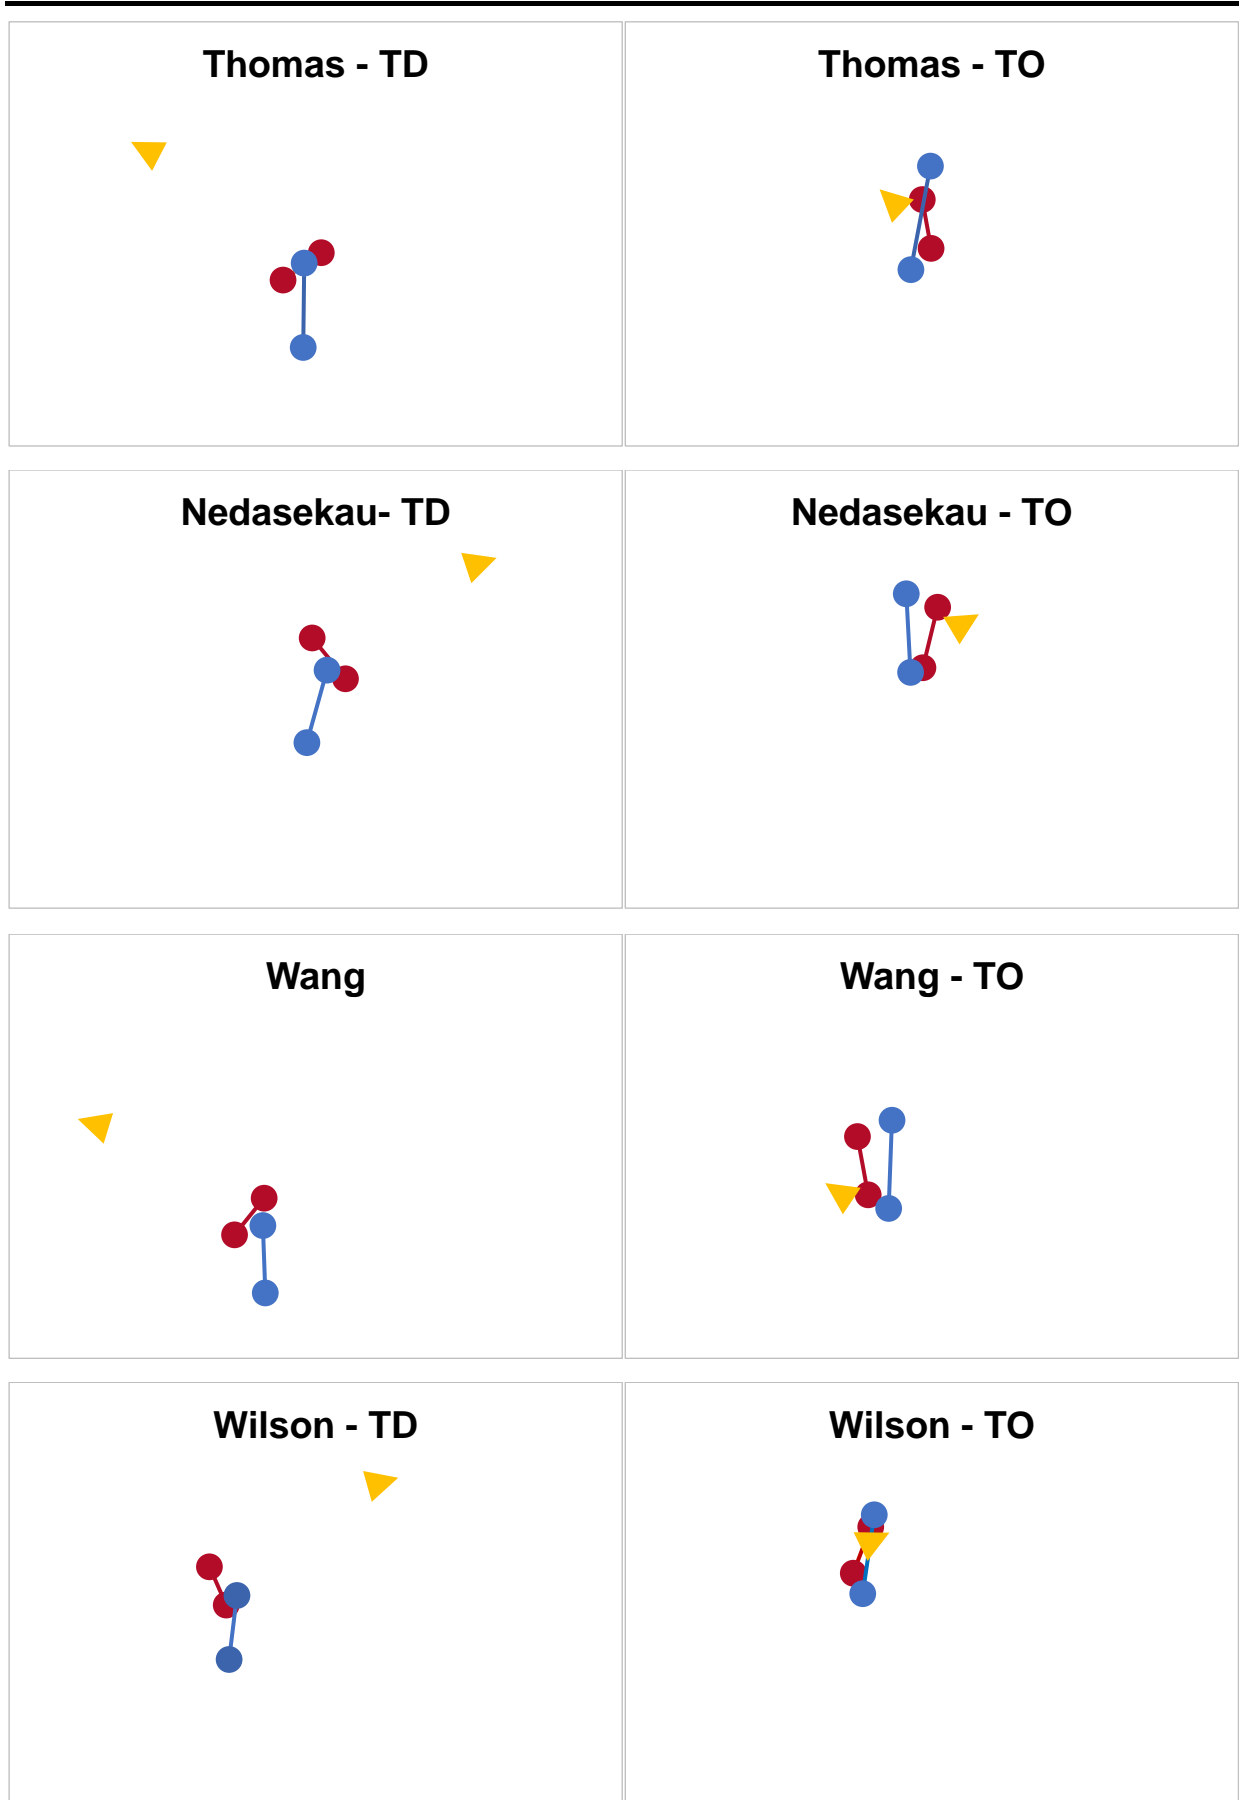 Thomas - TD
Thomas - TO
Nedasekau- TD
Nedasekau - TO
Wang
Wang - TO
Wilson - TD
Wilson - TO